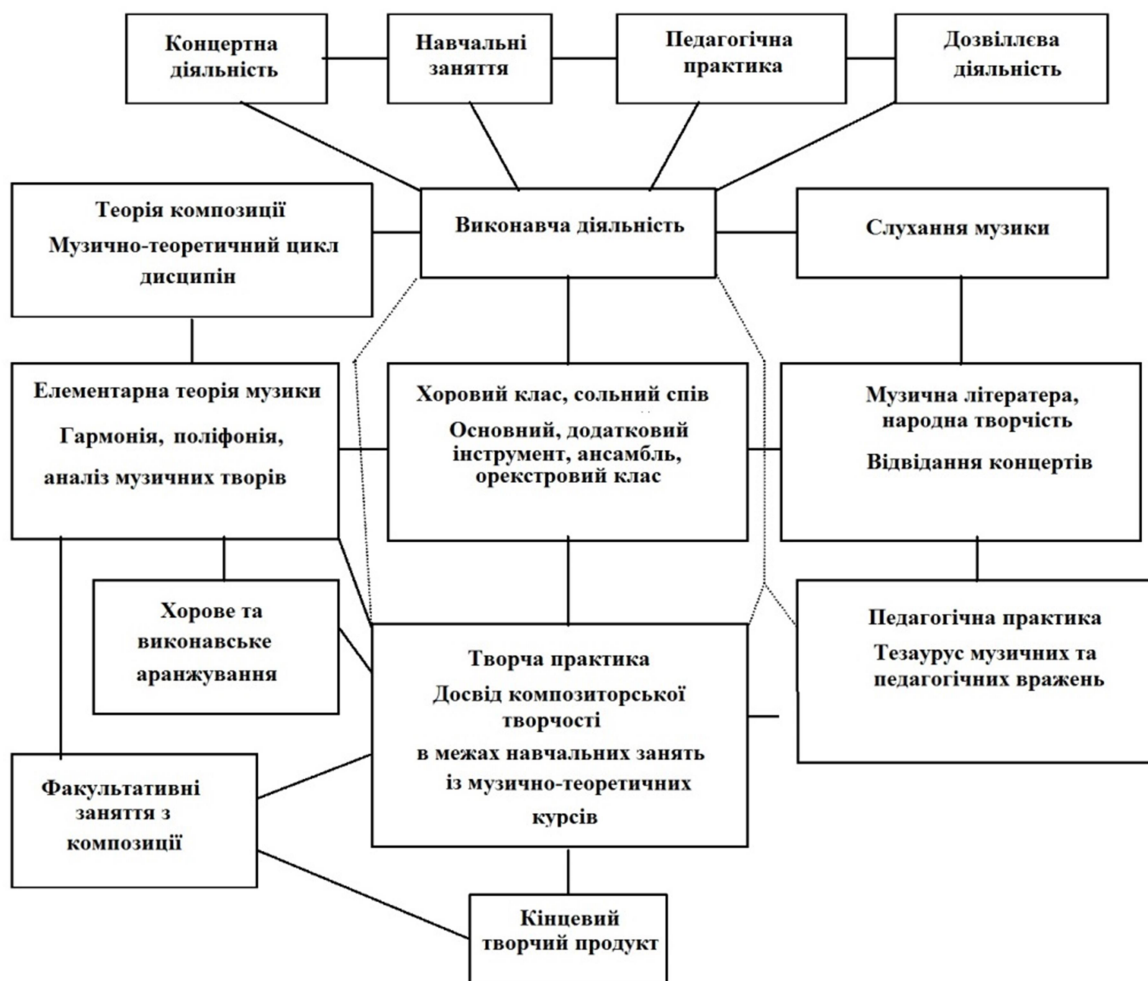 Концертна
діяльність
Навчальні
заняття
Педагогічна
практика
Дозвіллєва
діяльність
Теорія композиції
Музично-теоретичний цикл
дисципін
Виконавча діяльність
Слухання музики
Елементарна теорія музики
Гармонія, поліфонія,
аналіз музичних творів
Хоровий клас, сольний спів
Основний, додатковий
інструмент, ансамбль,
орекстровий клас
Музична літератера,
народна творчість
Відвідання концертів
Хорове та
виконавське
аранжування
Творча практика
Досвід композиторської
творчості
в межах навчальних занять
із музично-теоретичних
курсів
Педагогічна практика
Тезаурус музичних та
педагогічних вражень
Факультативні
заняття з
композиції
Кінцевий
творчий продукт